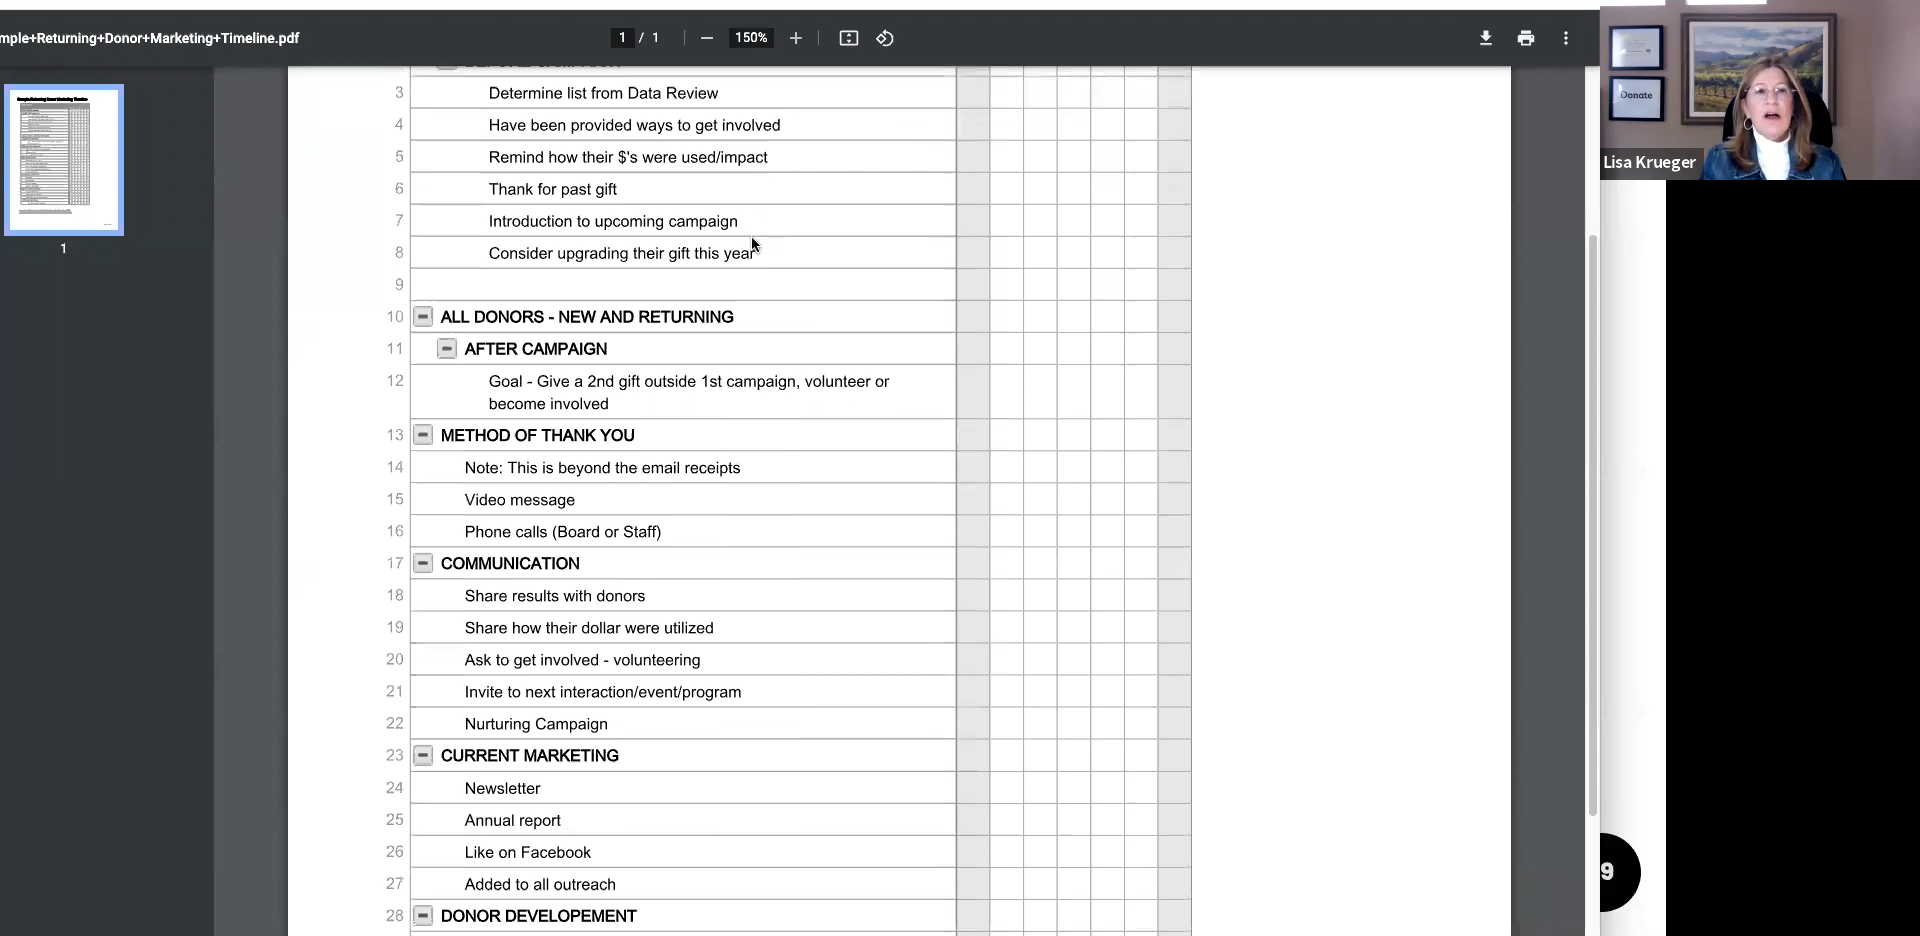 mple+Returning+Donor+Marketing+Timeline.pdf
1 / 1
150%
Donate
Lisa Krueger
1
3 Determine list from Data Review
4 Have been provided ways to get involved
5 Remind how their $'s were used/impact
6 Thank for past gift
7 Introduction to upcoming campaign
8 Consider upgrading their gift this year
9
10 ALL DONORS - NEW AND RETURNING
11 AFTER CAMPAIGN
12 Goal - Give a 2nd gift outside 1st campaign, volunteer or
become involved
13 METHOD OF THANK YOU
14 Note: This is beyond the email receipts
15 Video message
16 Phone calls (Board or Staff)
17 COMMUNICATION
18 Share results with donors
19 Share how their dollar were utilized
20 Ask to get involved - volunteering
21 Invite to next interaction/event/program
22 Nurturing Campaign
23 CURRENT MARKETING
24 Newsletter
25 Annual report
26 Like on Facebook
27 Added to all outreach
28 DONOR DEVELOPEMENT
9